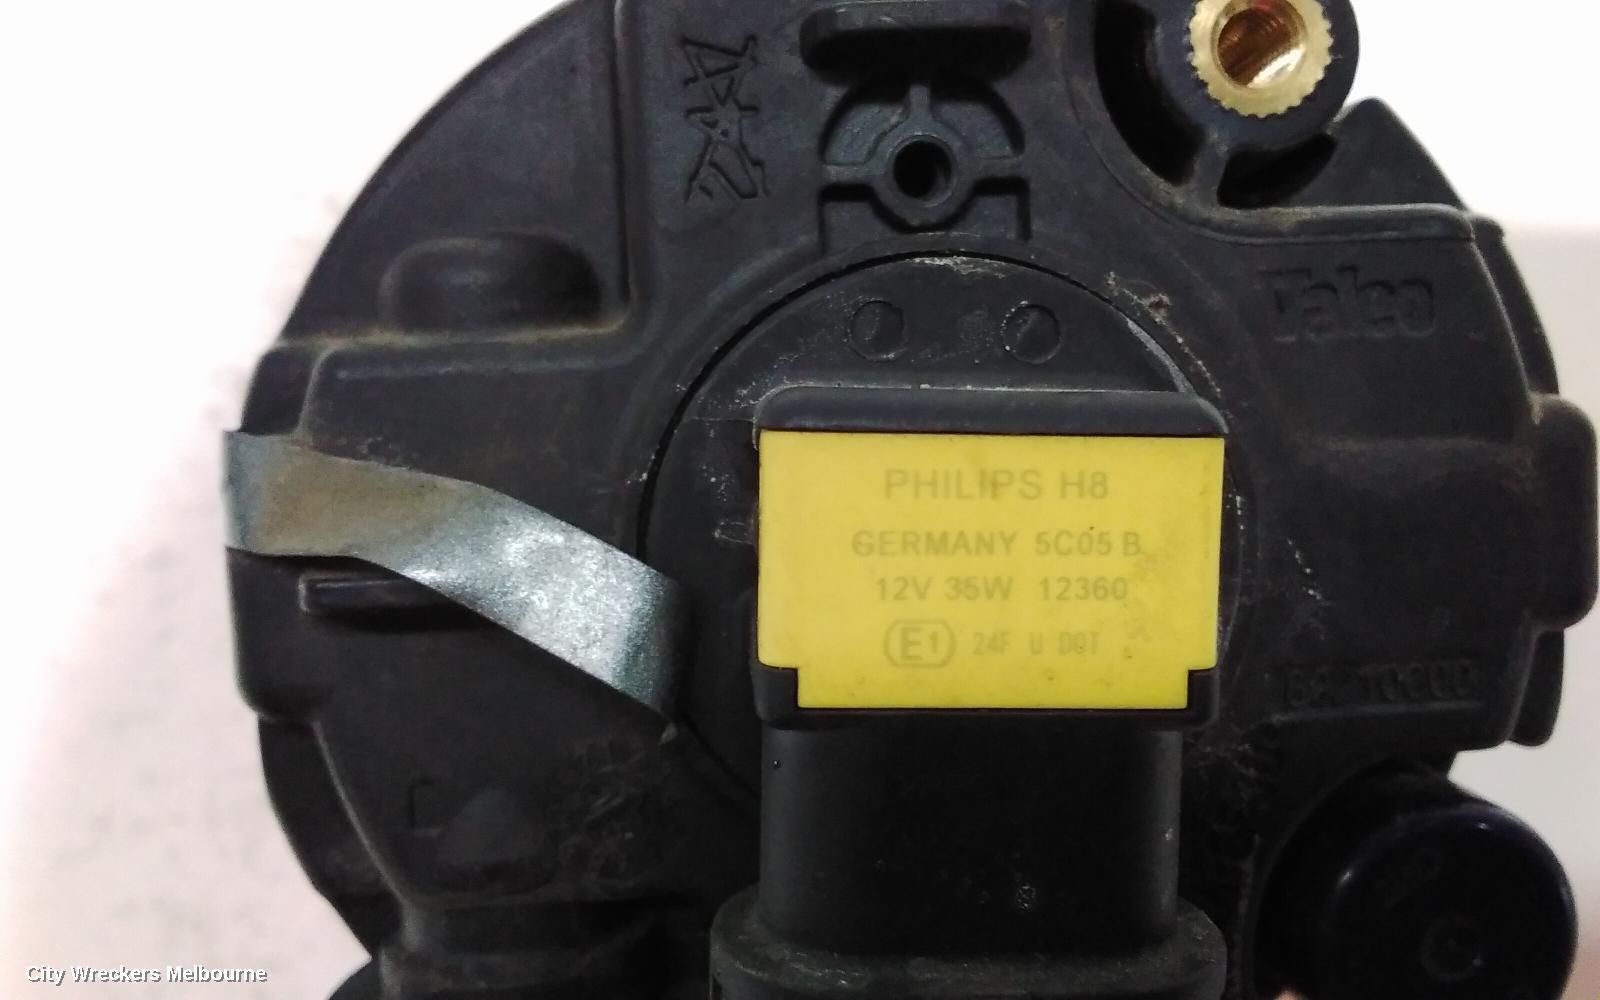 Valeo
PHILIPS H8
GERMANY 5C05 B
12V 35W 12360
E1 24F U DOT
City Wreckers Melbourne